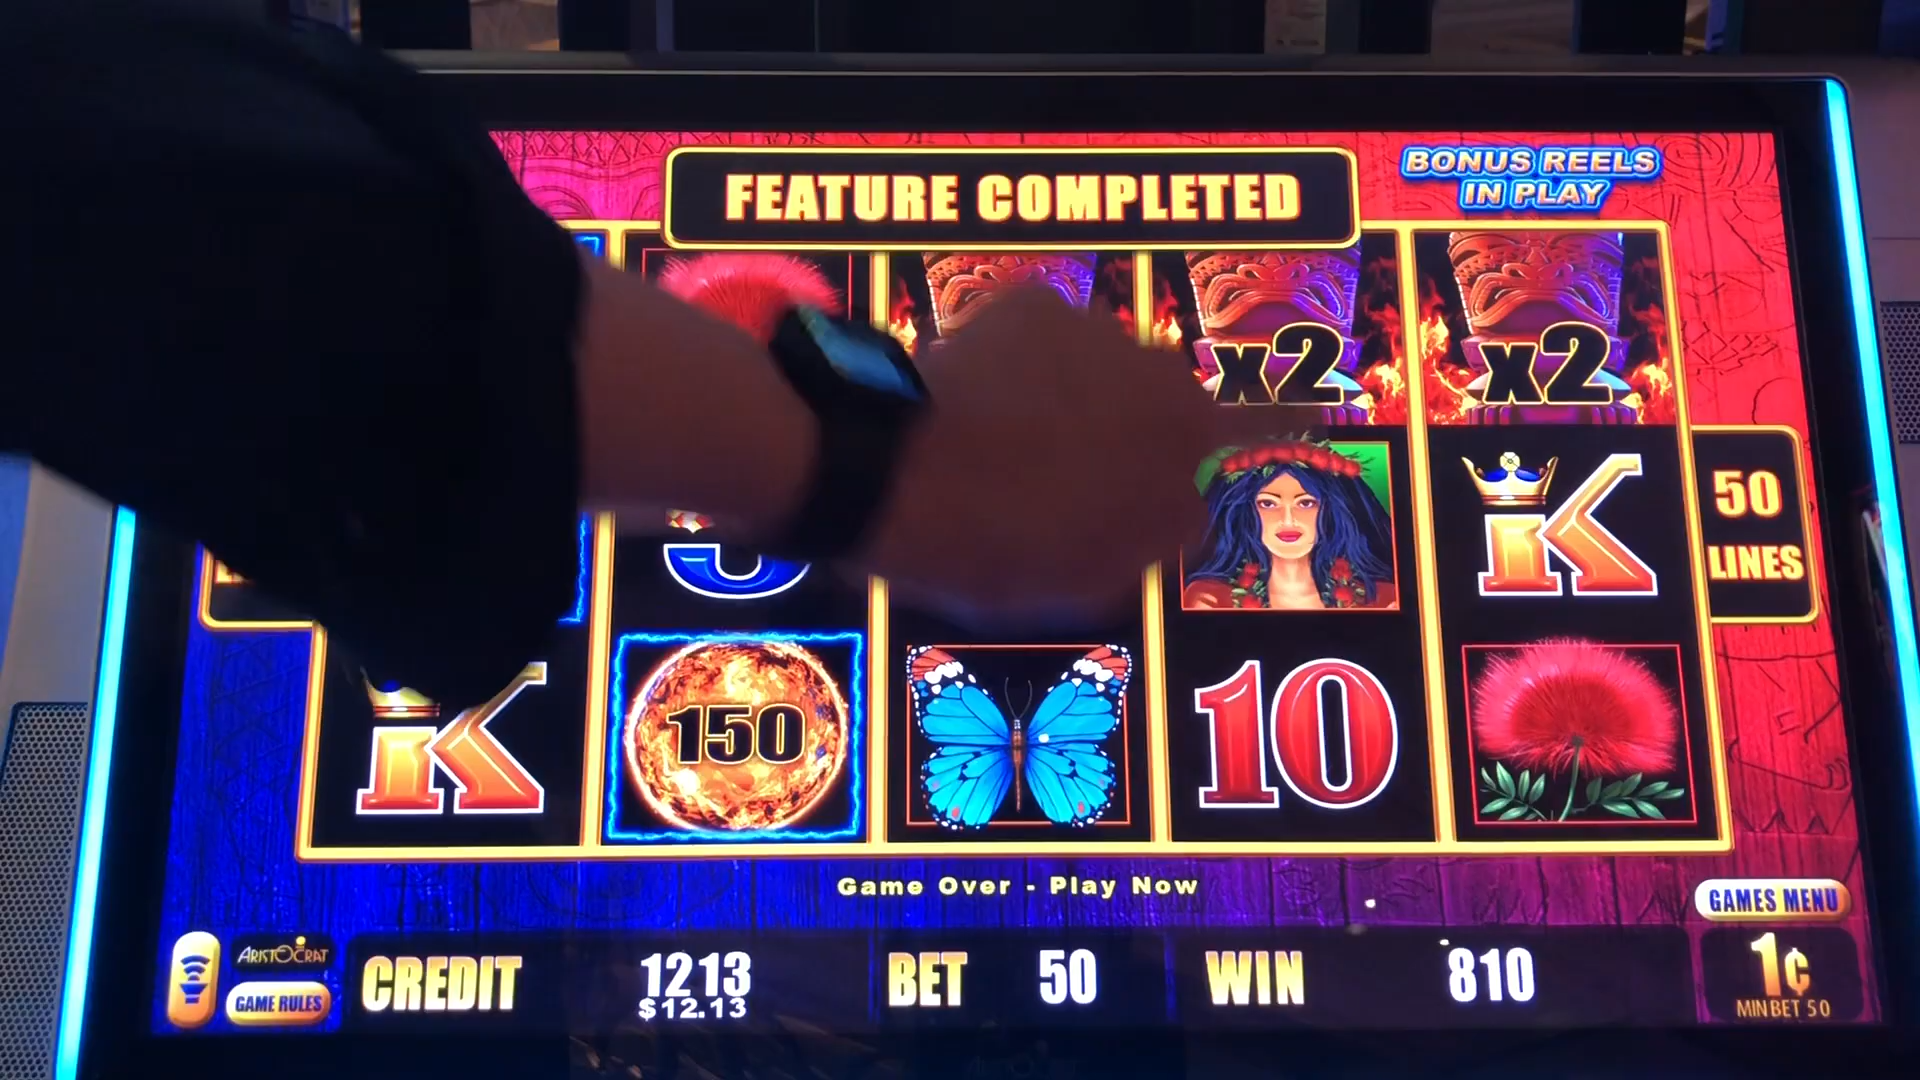 BONUS REELS
IN PLAY
FEATURE COMPLETED
x2
x2
K
50
LINES
K
150
10
Game Over - Play Now
GAMES MENU
ARISTOCRAT
GAME RULES
CREDIT
1213
$12.13
BET
50
WIN
810
1¢
MIN BET 50